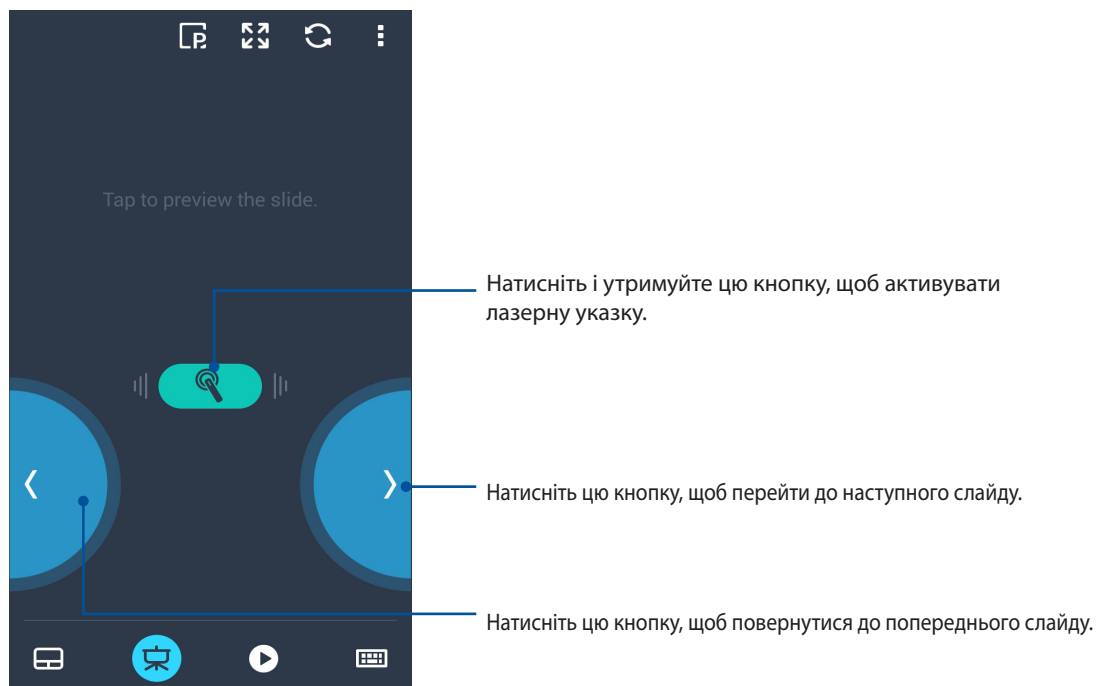 P
Tap to preview the slide.
Натисніть і утримуйте цю кнопку, щоб активувати
лазерну указку.
Натисніть цю кнопку, щоб перейти до наступного слайду.
Натисніть цю кнопку, щоб повернутися до попереднього слайду.